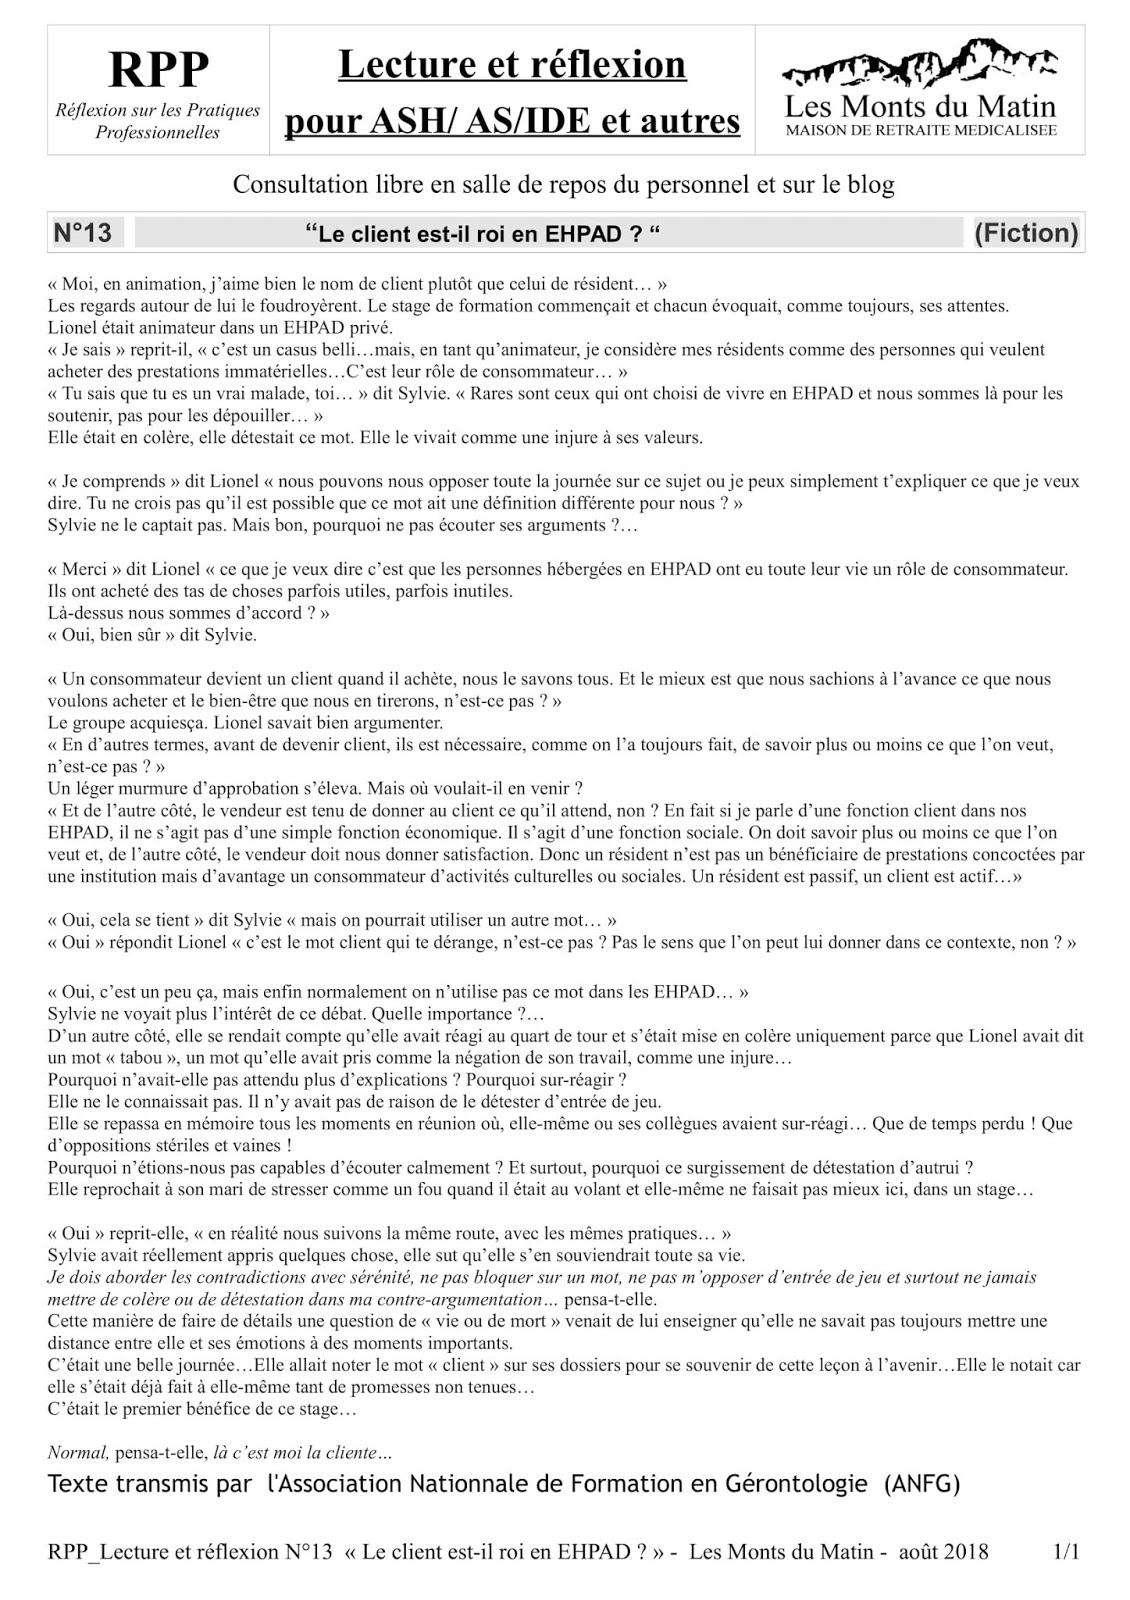 RPP
Réflexion sur les Pratiques
Professionnelles
Lecture et réflexion
pour ASH/ AS/IDE et autres
Les Monts du Matin
MAISON DE RETRAITE MEDICALISEE
Consultation libre en salle de repos du personnel et sur le blog
N°13 “Le client est-il roi en EHPAD ? “ (Fiction)
« Moi, en animation, j’aime bien le nom de client plutôt que celui de résident… »
Les regards autour de lui le foudroyèrent. Le stage de formation commençait et chacun évoquait, comme toujours, ses attentes.
Lionel était animateur dans un EHPAD privé.
« Je sais » reprit-il, « c’est un casus belli…mais, en tant qu’animateur, je considère mes résidents comme des personnes qui veulent
acheter des prestations immatérielles…C’est leur rôle de consommateur… »
« Tu sais que tu es un vrai malade, toi… » dit Sylvie. « Rares sont ceux qui ont choisi de vivre en EHPAD et nous sommes là pour les
soutenir, pas pour les dépouiller… »
Elle était en colère, elle détestait ce mot. Elle le vivait comme une injure à ses valeurs.
« Je comprends » dit Lionel « nous pouvons nous opposer toute la journée sur ce sujet ou je peux simplement t’expliquer ce que je veux
dire. Tu ne crois pas qu’il est possible que ce mot ait une définition différente pour nous ? »
Sylvie ne le captait pas. Mais bon, pourquoi ne pas écouter ses arguments ?…
« Merci » dit Lionel « ce que je veux dire c’est que les personnes hébergées en EHPAD ont eu toute leur vie un rôle de consommateur.
Ils ont acheté des tas de choses parfois utiles, parfois inutiles.
Là-dessus nous sommes d’accord ? »
« Oui, bien sûr » dit Sylvie.
« Un consommateur devient un client quand il achète, nous le savons tous. Et le mieux est que nous sachions à l’avance ce que nous
voulons acheter et le bien-être que nous en tirerons, n’est-ce pas ? »
Le groupe acquiesça. Lionel savait bien argumenter.
« En d’autres termes, avant de devenir client, ils est nécessaire, comme on l’a toujours fait, de savoir plus ou moins ce que l’on veut,
n’est-ce pas ? »
Un léger murmure d’approbation s’éleva. Mais où voulait-il en venir ?
« Et de l’autre côté, le vendeur est tenu de donner au client ce qu’il attend, non ? En fait si je parle d’une fonction client dans nos
EHPAD, il ne s’agit pas d’une simple fonction économique. Il s’agit d’une fonction sociale. On doit savoir plus ou moins ce que l’on
veut et, de l’autre côté, le vendeur doit nous donner satisfaction. Donc un résident n’est pas un bénéficiaire de prestations concoctées par
une institution mais d’avantage un consommateur d’activités culturelles ou sociales. Un résident est passif, un client est actif…»
« Oui, cela se tient » dit Sylvie « mais on pourrait utiliser un autre mot… »
« Oui » répondit Lionel « c’est le mot client qui te dérange, n’est-ce pas ? Pas le sens que l’on peut lui donner dans ce contexte, non ? »
« Oui, c’est un peu ça, mais enfin normalement on n’utilise pas ce mot dans les EHPAD… »
Sylvie ne voyait plus l’intérêt de ce débat. Quelle importance ?…
D’un autre côté, elle se rendait compte qu’elle avait réagi au quart de tour et s’était mise en colère uniquement parce que Lionel avait dit
un mot « tabou », un mot qu’elle avait pris comme la négation de son travail, comme une injure…
Pourquoi n’avait-elle pas attendu plus d’explications ? Pourquoi sur-réagir ?
Elle ne le connaissait pas. Il n’y avait pas de raison de le détester d’entrée de jeu.
Elle se repassa en mémoire tous les moments en réunion où, elle-même ou ses collègues avaient sur-réagi… Que de temps perdu ! Que
d’oppositions stériles et vaines !
Pourquoi n’étions-nous pas capables d’écouter calmement ? Et surtout, pourquoi ce surgissement de détestation d’autrui ?
Elle reprochait à son mari de stresser comme un fou quand il était au volant et elle-même ne faisait pas mieux ici, dans un stage…
« Oui » reprit-elle, « en réalité nous suivons la même route, avec les mêmes pratiques… »
Sylvie avait réellement appris quelques chose, elle sut qu’elle s’en souviendrait toute sa vie.
Je dois aborder les contradictions avec sérénité, ne pas bloquer sur un mot, ne pas m’opposer d’entrée de jeu et surtout ne jamais
mettre de colère ou de détestation dans ma contre-argumentation… pensa-t-elle.
Cette manière de faire de détails une question de « vie ou de mort » venait de lui enseigner qu’elle ne savait pas toujours mettre une
distance entre elle et ses émotions à des moments importants.
C’était une belle journée…Elle allait noter le mot « client » sur ses dossiers pour se souvenir de cette leçon à l’avenir…Elle le notait car
elle s’était déjà fait à elle-même tant de promesses non tenues…
C’était le premier bénéfice de ce stage…
Normal, pensa-t-elle, là c’est moi la cliente…
Texte transmis par l'Association Nationnale de Formation en Gérontologie (ANFG)
RPP_Lecture et réflexion N°13 « Le client est-il roi en EHPAD ? » - Les Monts du Matin - août 2018 1/1